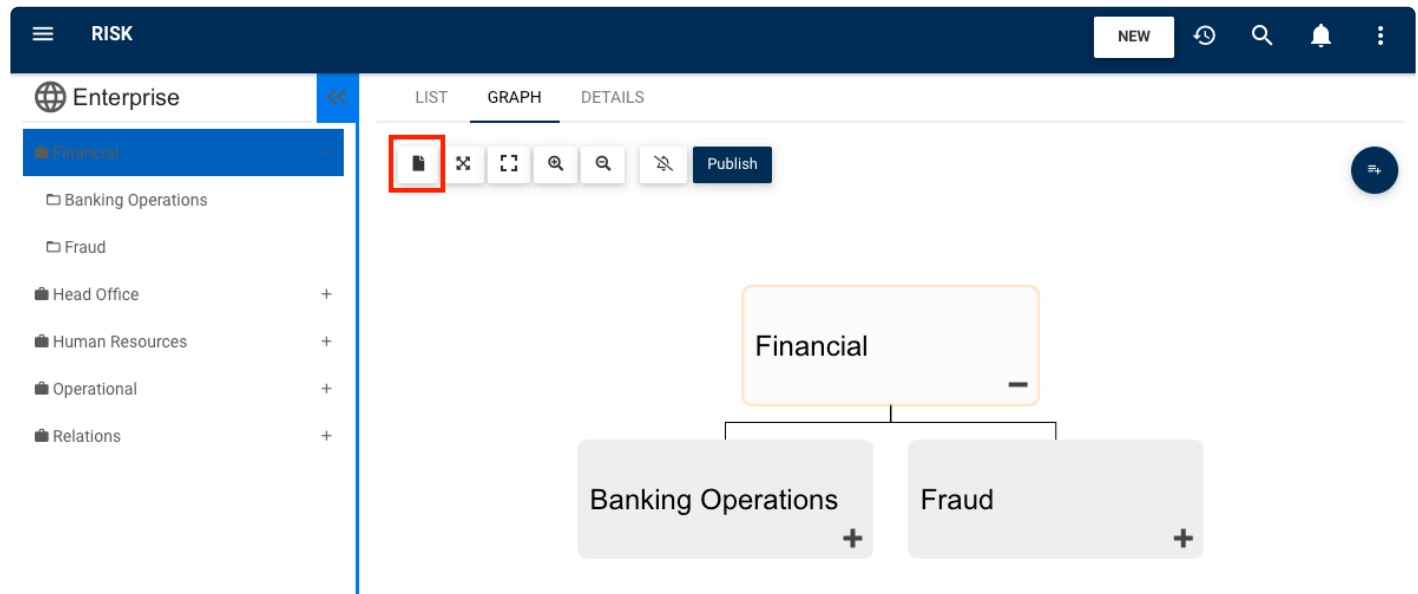 RISK
NEW
Enterprise
LIST GRAPH DETAILS
Financial
Publish
Banking Operations
Fraud
Head Office
Human Resources
Operational
Relations
Financial
Banking Operations
Fraud